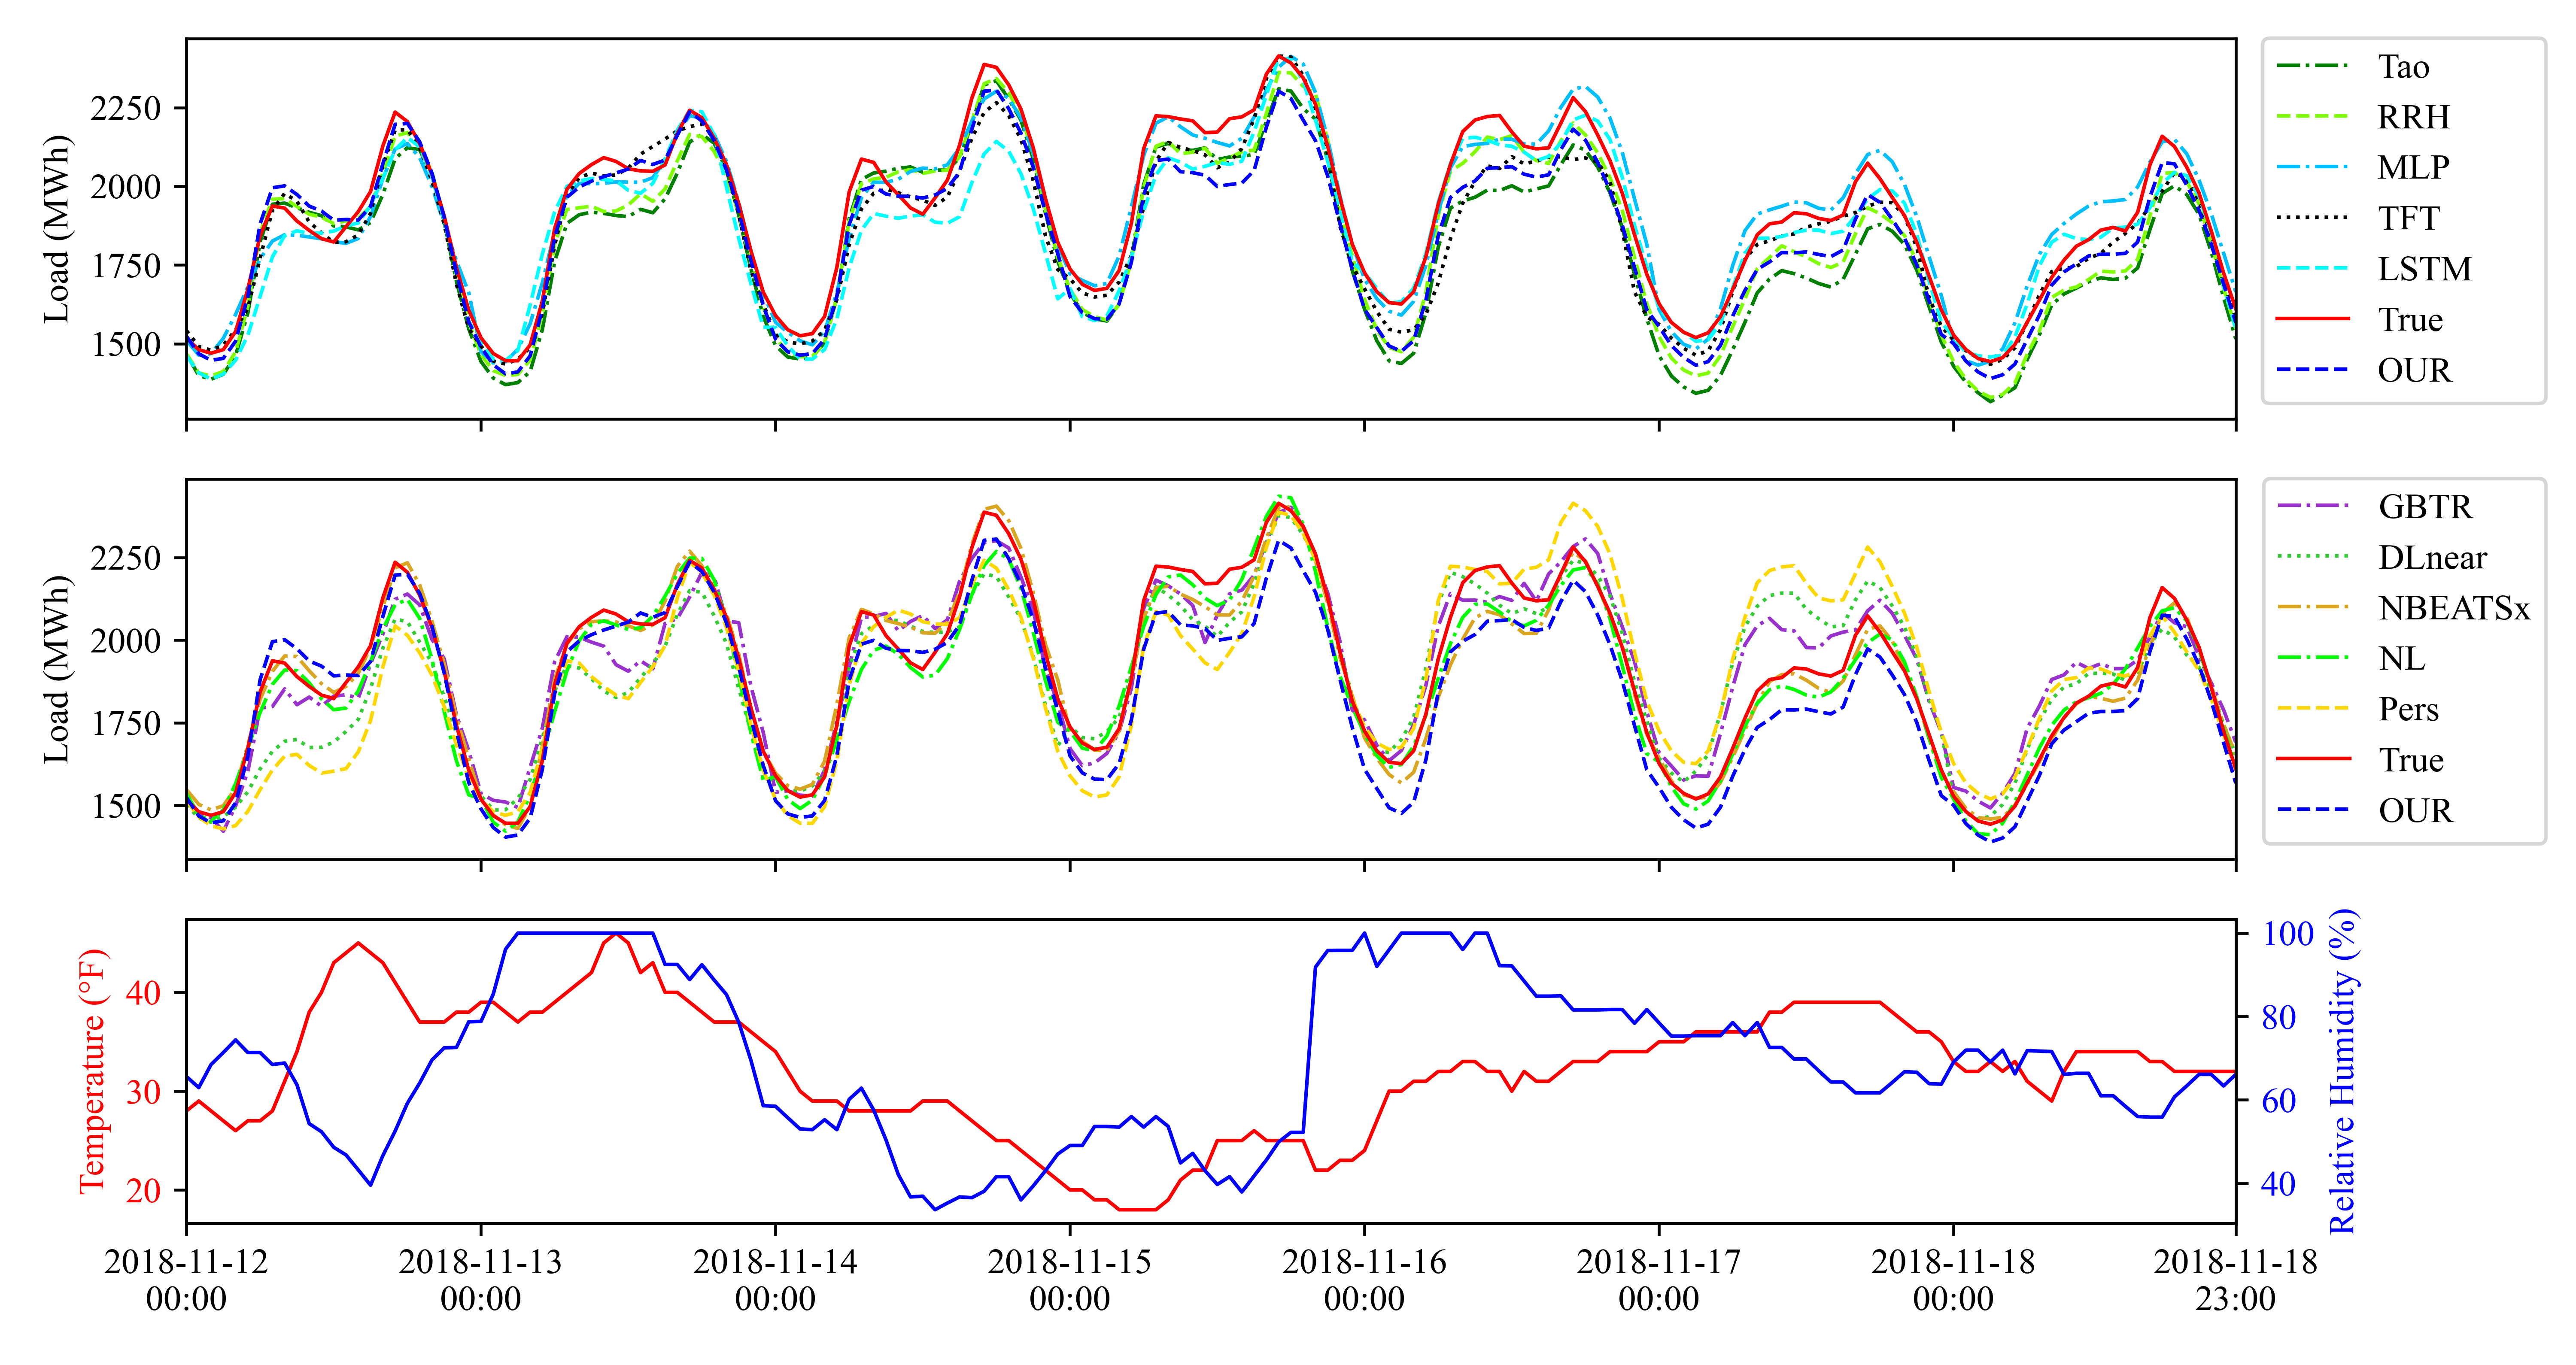 Load (MWh)
2250
2000
1750
1500
Tao
RRH
MLP
TFT
LSTM
True
OUR
Load (MWh)
2250
2000
1750
1500
GBTR
DLnear
NBEATSx
NL
Pers
True
OUR
Temperature (°F)
40
30
20
100
80
60
40
Relative Humidity (%)
2018-11-12 2018-11-13 2018-11-14 2018-11-15 2018-11-16 2018-11-17 2018-11-18 2018-11-18
00:00 00:00 00:00 00:00 00:00 00:00 00:00 23:00